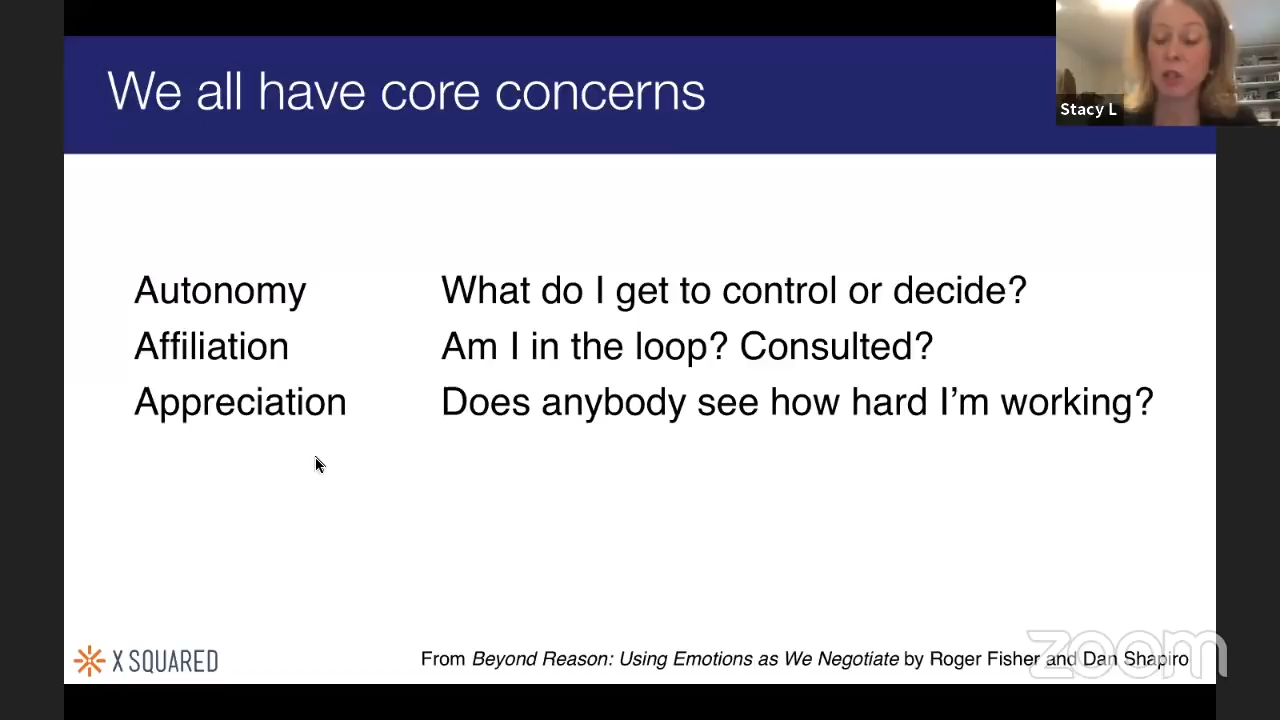 We all have core concerns
Stacy L
Autonomy What do I get to control or decide?
Affiliation Am I in the loop? Consulted?
Appreciation Does anybody see how hard I'm working?
X SQUARED
From Beyond Reason: Using Emotions as We Negotiate by Roger Fisher and Dan Shapiro
zoom